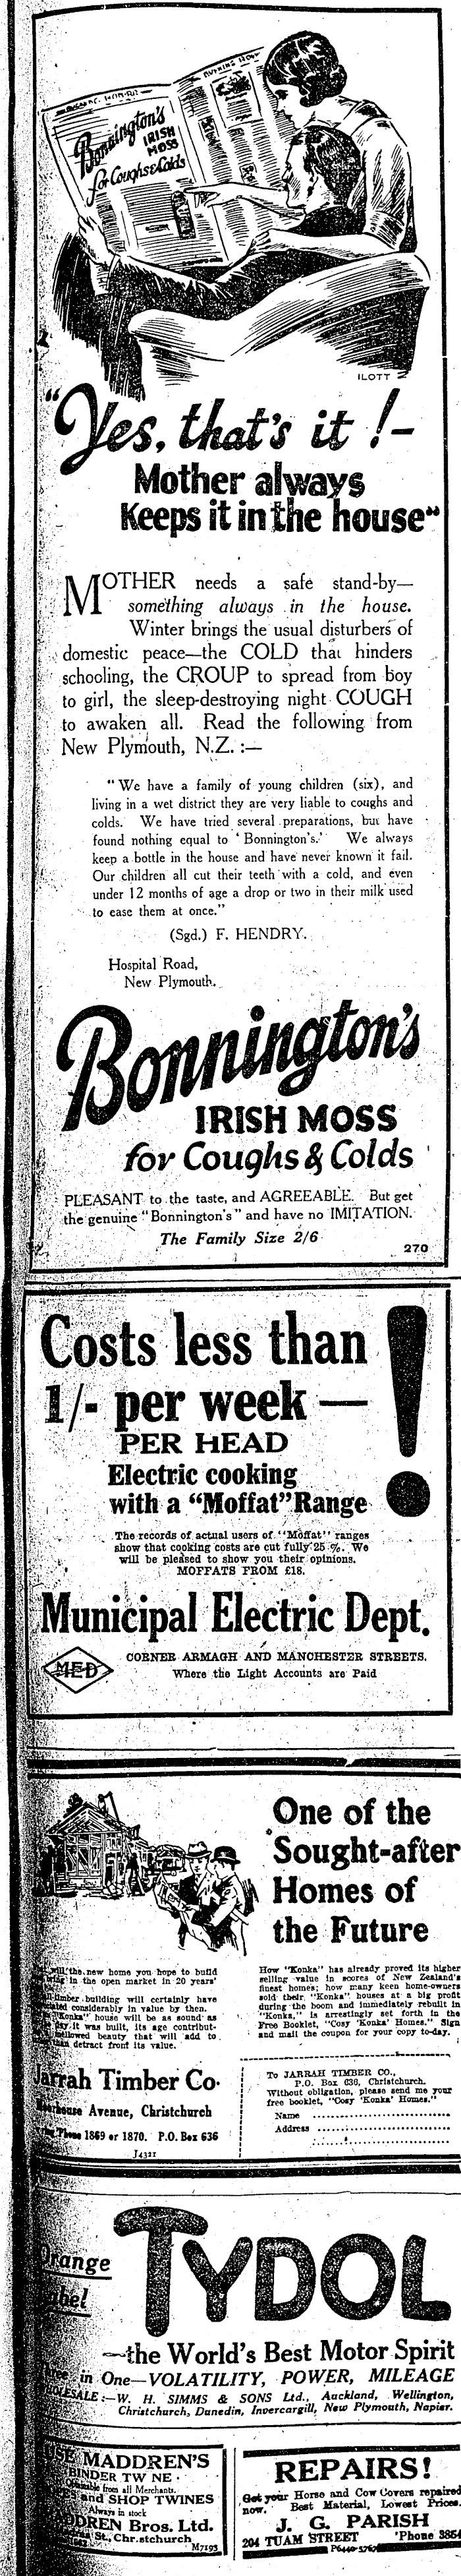 Bonnington's
IRISH
MOSS
for Coughs & Colds
ILOTT
"Yes, that's it!-
Mother always
Keeps it in the house"
MOTHER needs a safe stand-by—
something always in the house.
Winter brings the usual disturbers of
domestic peace—the COLD that hinders
schooling, the CROUP to spread from boy
to girl, the sleep-destroying night COUGH
to awaken all. Read the following from
New Plymouth, N.Z. :—
"We have a family of young children (six), and
living in a wet district they are very liable to coughs and
colds. We have tried several preparations, but have
found nothing equal to 'Bonnington's.' We always
keep a bottle in the house and have never known it fail.
Our children all cut their teeth with a cold, and even
under 12 months of age a drop or two in their milk used
to ease them at once."
(Sgd.) F. HENDRY.
Hospital Road,
New Plymouth.
Bonnington's
IRISH MOSS
for Coughs & Colds
PLEASANT to the taste, and AGREEABLE. But get
the genuine "Bonnington's" and have no IMITATION.
The Family Size 2/6
270
Costs less than
1/- per week —
PER HEAD
!
Electric cooking
with a "Moffat" Range
The records of actual users of "Moffat" ranges
show that cooking costs are cut fully 25 %. We
will be pleased to show you their opinions.
MOFFATS FROM £18.
Municipal Electric Dept.
MED
CORNER ARMAGH AND MANCHESTER STREETS.
Where the Light Accounts are Paid
One of the
Sought-after
Homes of
the Future
will the new home you hope to build
bring in the open market in 20 years'
timber building will certainly have
considerably in value by then.
"Konka" house will be as sound as
day it was built, its age contribut-
mellowed beauty that will add to
than detract from its value.
How "Konka" has already proved its higher
selling value in scores of New Zealand's
finest homes; how many keen home-owners
sold their "Konka" houses at a big profit
during the boom and immediately rebuilt in
"Konka," is arrestingly set forth in the
Free Booklet, "Cosy 'Konka' Homes." Sign
and mail the coupon for your copy to-day.
Jarrah Timber Co.
Moorhouse Avenue, Christchurch
Phone 1869 or 1870. P.O. Box 636
J4321
To JARRAH TIMBER CO.,
P.O. Box 636, Christchurch.
Without obligation, please send me your
free booklet, "Cosy 'Konka' Homes."
Name
Address
Orange
Label
TYDOL
—the World's Best Motor Spirit
Three in One—VOLATILITY, POWER, MILEAGE
WHOLESALE:—W. H. SIMMS & SONS Ltd., Auckland, Wellington,
Christchurch, Dunedin, Invercargill, New Plymouth, Napier.
USE MADDREN'S
BINDER TWINE
Obtainable from all Merchants.
and SHOP TWINES
Always in stock
MADDREN Bros. Ltd.
St., Christchurch
M7193
REPAIRS!
Get your Horse and Cow Covers repaired
now. Best Material, Lowest Prices.
J. G. PARISH
204 TUAM STREET 'Phone 3854